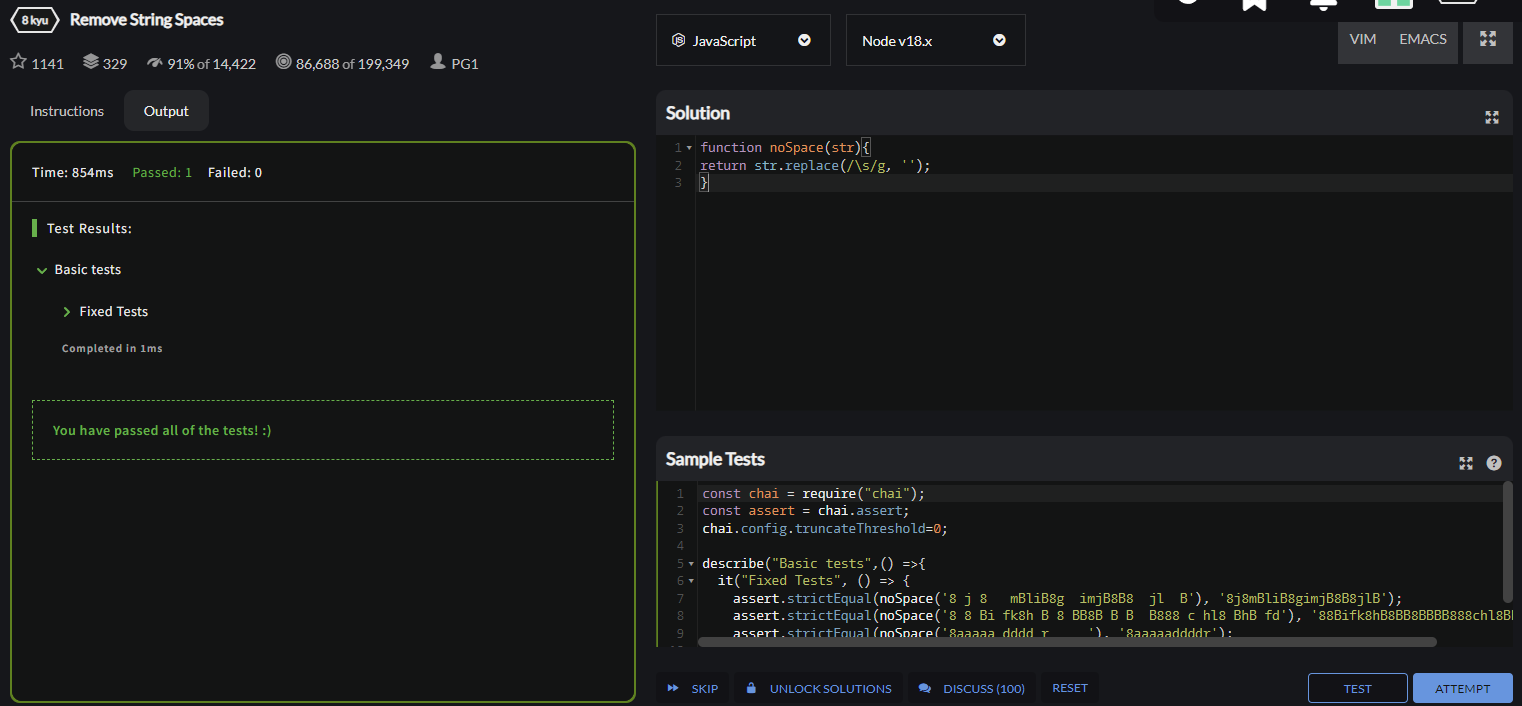 8 kyu Remove String Spaces
1141 329 91% of 14,422 86,688 of 199,349 PG1
Instructions Output
Time: 854ms Passed: 1 Failed: 0
Test Results:
Basic tests
Fixed Tests
Completed in 1ms
You have passed all of the tests! :)
JavaScript Node v18.x VIM EMACS
Solution
1 function noSpace(str){
2 return str.replace(/\s/g, '');
3 }
Sample Tests
1 const chai = require("chai");
2 const assert = chai.assert;
3 chai.config.truncateThreshold=0;
4
5 describe("Basic tests",() =>{
6 it("Fixed Tests", () => {
7 assert.strictEqual(noSpace('8 j 8   mBliB8g  imjB8B8  jl  B'), '8j8mBliB8gimjB8B8jlB');
8 assert.strictEqual(noSpace('8 8 Bi fk8h B 8 BB8B B B  B888 c hl8 BhB fd'), '88Bifk8hB8BB8BBBB888chl8B
9 assert.strictEqual(noSpace('8aaaaa dddd r     '), '8aaaaaddddr');
SKIP UNLOCK SOLUTIONS DISCUSS (100) RESET TEST ATTEMPT